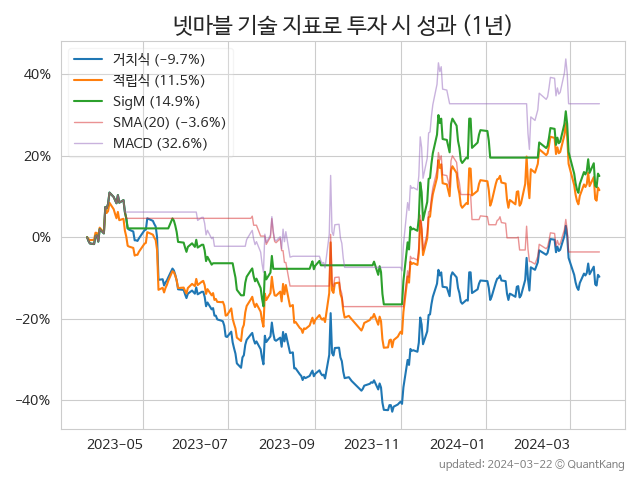 넷마블 기술 지표로 투자 시 성과 (1년)
거치식 (−9.7%)
적립식 (11.5%)
SigM (14.9%)
SMA(20) (−3.6%)
MACD (32.6%)
40%
20%
0%
−20%
−40%
2023−05 2023−07 2023−09 2023−11 2024−01 2024−03
updated: 2024−03−22 ⓒ QuantKang